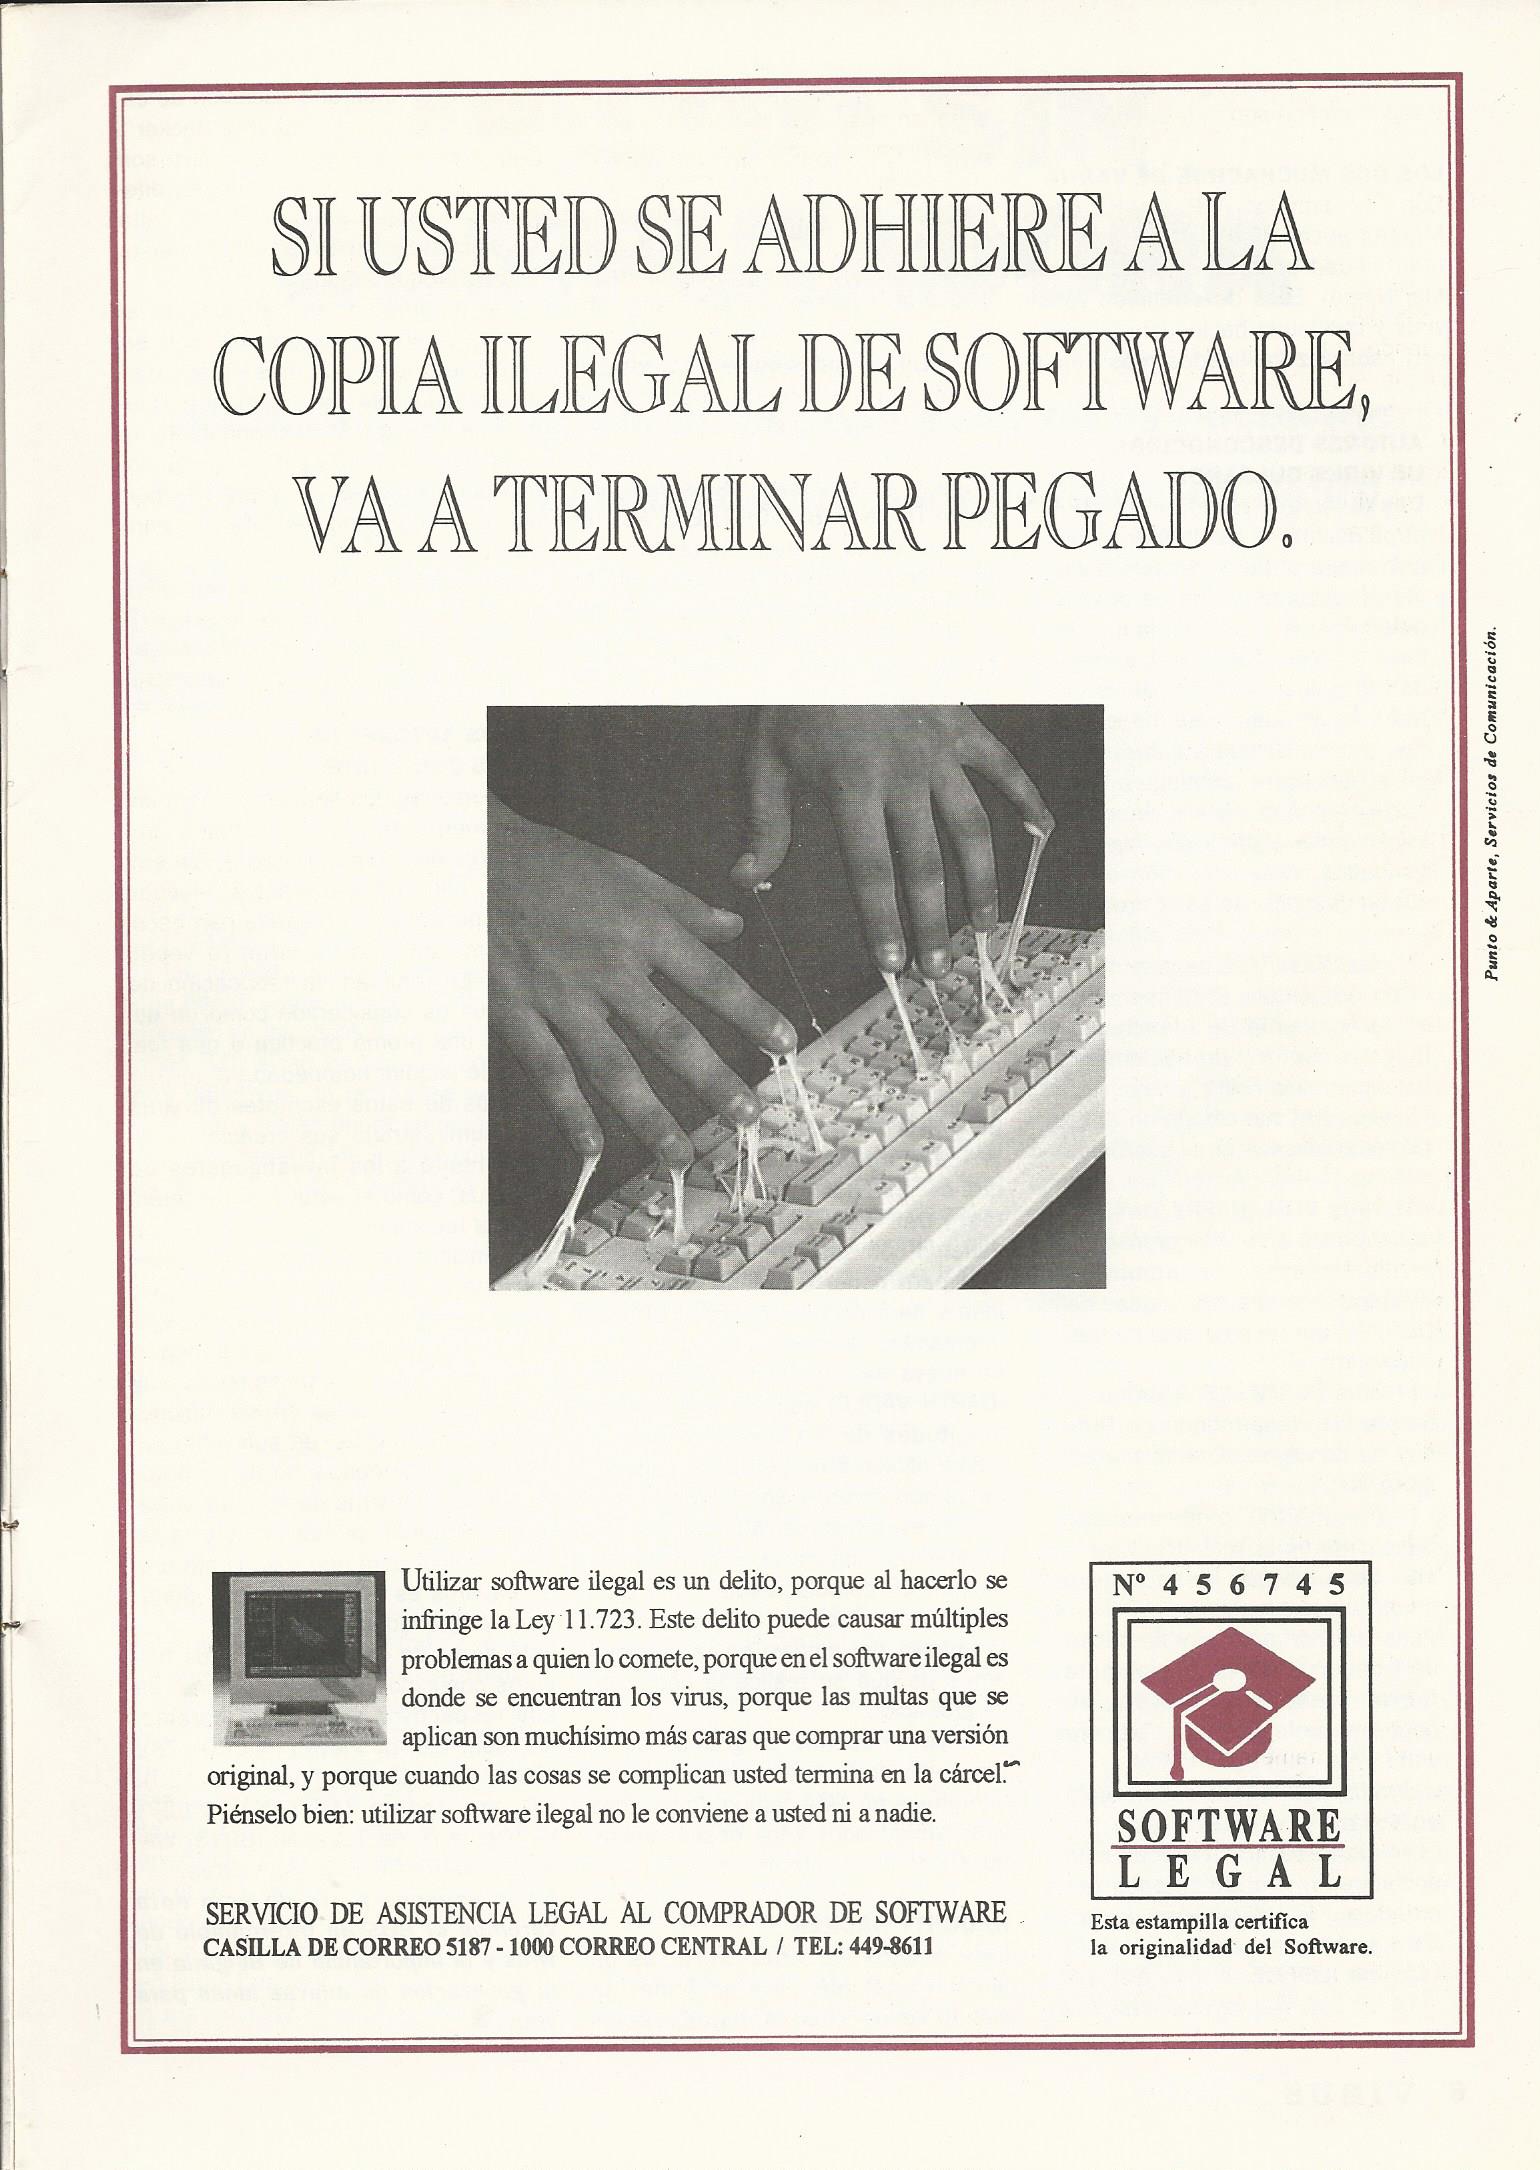 SI USTED SE ADHIERE A LA
COPIA ILEGAL DE SOFTWARE,
VA A TERMINAR PEGADO.
Punto & Aparte, Servicios de Comunicación.
Utilizar software ilegal es un delito, porque al hacerlo se
infringe la Ley 11.723. Este delito puede causar múltiples
problemas a quien lo comete, porque en el software ilegal es
donde se encuentran los virus, porque las multas que se
aplican son muchísimo más caras que comprar una versión
original, y porque cuando las cosas se complican usted termina en la cárcel.
Piénselo bien: utilizar software ilegal no le conviene a usted ni a nadie.
SERVICIO DE ASISTENCIA LEGAL AL COMPRADOR DE SOFTWARE
CASILLA DE CORREO 5187 - 1000 CORREO CENTRAL / TEL: 449-8611
Nº 4 5 6 7 4 5
SOFTWARE
LEGAL
Esta estampilla certifica
la originalidad del Software.